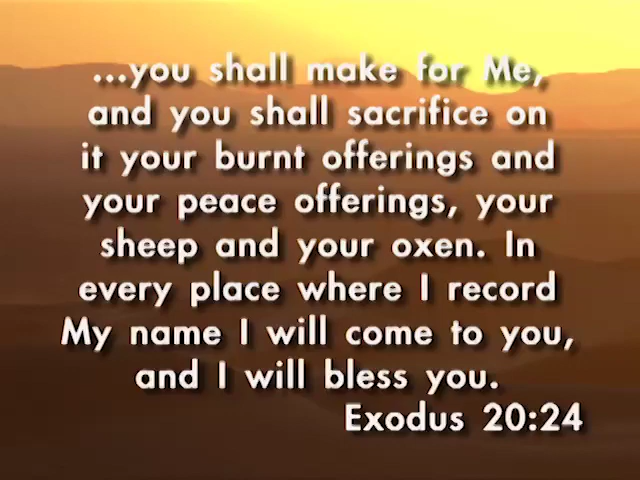 ...you shall make for Me,
and you shall sacrifice on
it your burnt offerings and
your peace offerings, your
sheep and your oxen. In
every place where I record
My name I will come to you,
and I will bless you.
Exodus 20:24